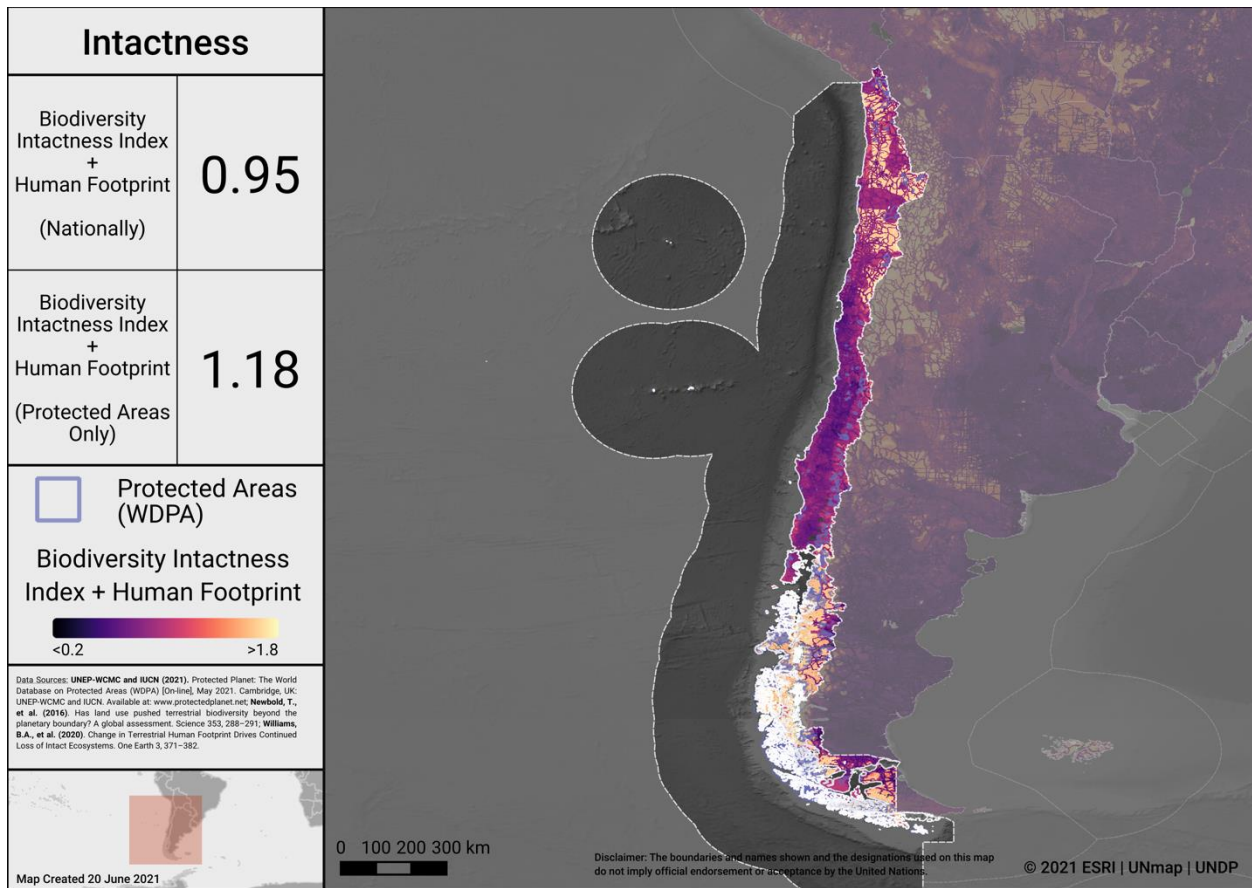 Intactness
Biodiversity
Intactness Index
+
Human Footprint
(Nationally)
0.95
Biodiversity
Intactness Index
+
Human Footprint
(Protected Areas
Only)
1.18
Protected Areas
(WDPA)
Biodiversity Intactness
Index + Human Footprint
<0.2
>1.8
Data Sources: UNEP-WCMC and IUCN (2021). Protected Planet: The World
Database on Protected Areas (WDPA) [On-line], May 2021. Cambridge, UK:
UNEP-WCMC and IUCN. Available at: www.protectedplanet.net; Newbold, T.,
et al. (2016). Has land use pushed terrestrial biodiversity beyond the
planetary boundary? A global assessment. Science 353, 288–291; Williams,
B.A., et al. (2020). Change in Terrestrial Human Footprint Drives Continued
Loss of Intact Ecosystems. One Earth 3, 371–382.
Map Created 20 June 2021
0 100 200 300 km
Disclaimer: The boundaries and names shown and the designations used on this map
do not imply official endorsement or acceptance by the United Nations.
© 2021 ESRI | UNmap | UNDP